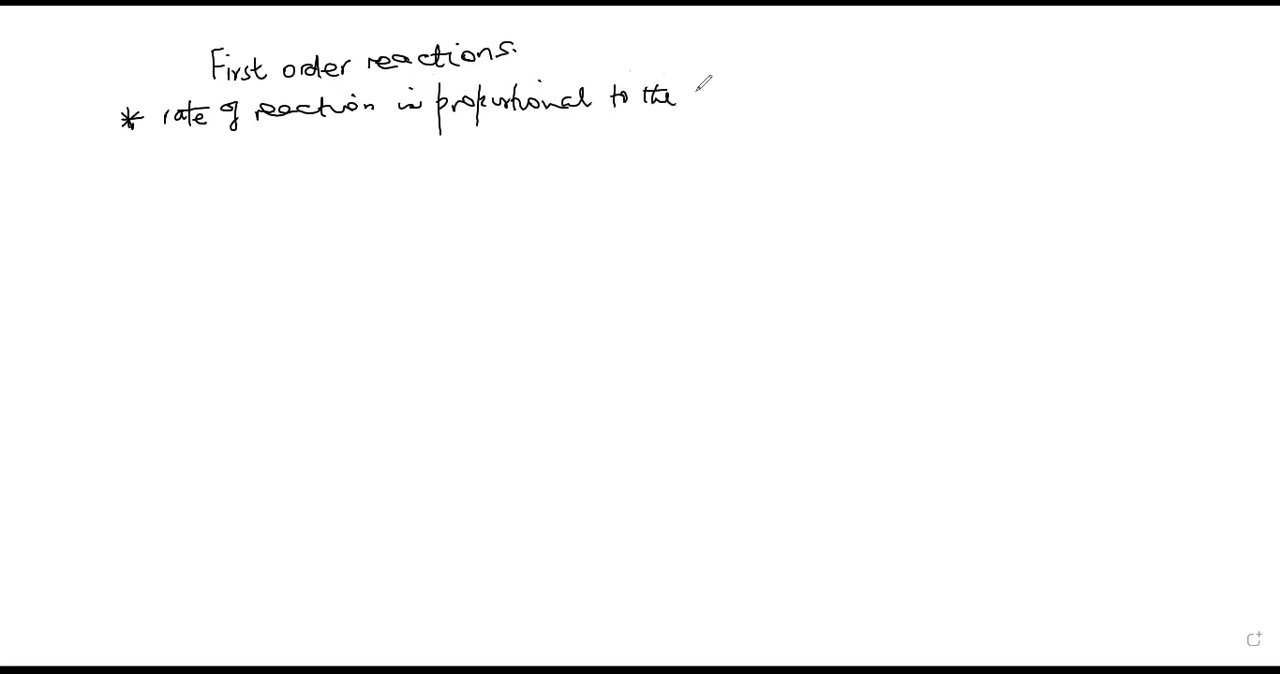 First order reactions.
* rate of reaction is proportional to the